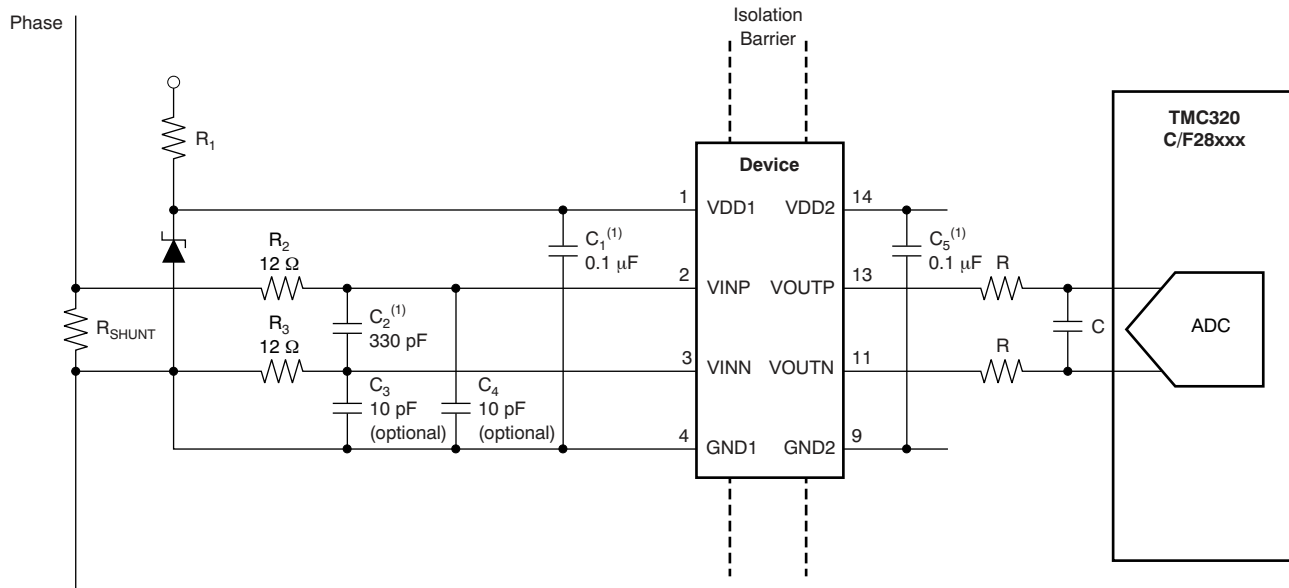 Phase
Isolation
Barrier
TMC320
C/F28xxx
R1
Device
1
VDD1
VDD2
14
R2
12 Ω
C1(1)
0.1 μF
C5(1)
0.1 μF
2
VINP
VOUTP
13
R
RSHUNT
C2(1)
330 pF
C
ADC
R3
12 Ω
3
VINN
VOUTN
11
R
C3
10 pF
(optional)
C4
10 pF
(optional)
4
GND1
GND2
9